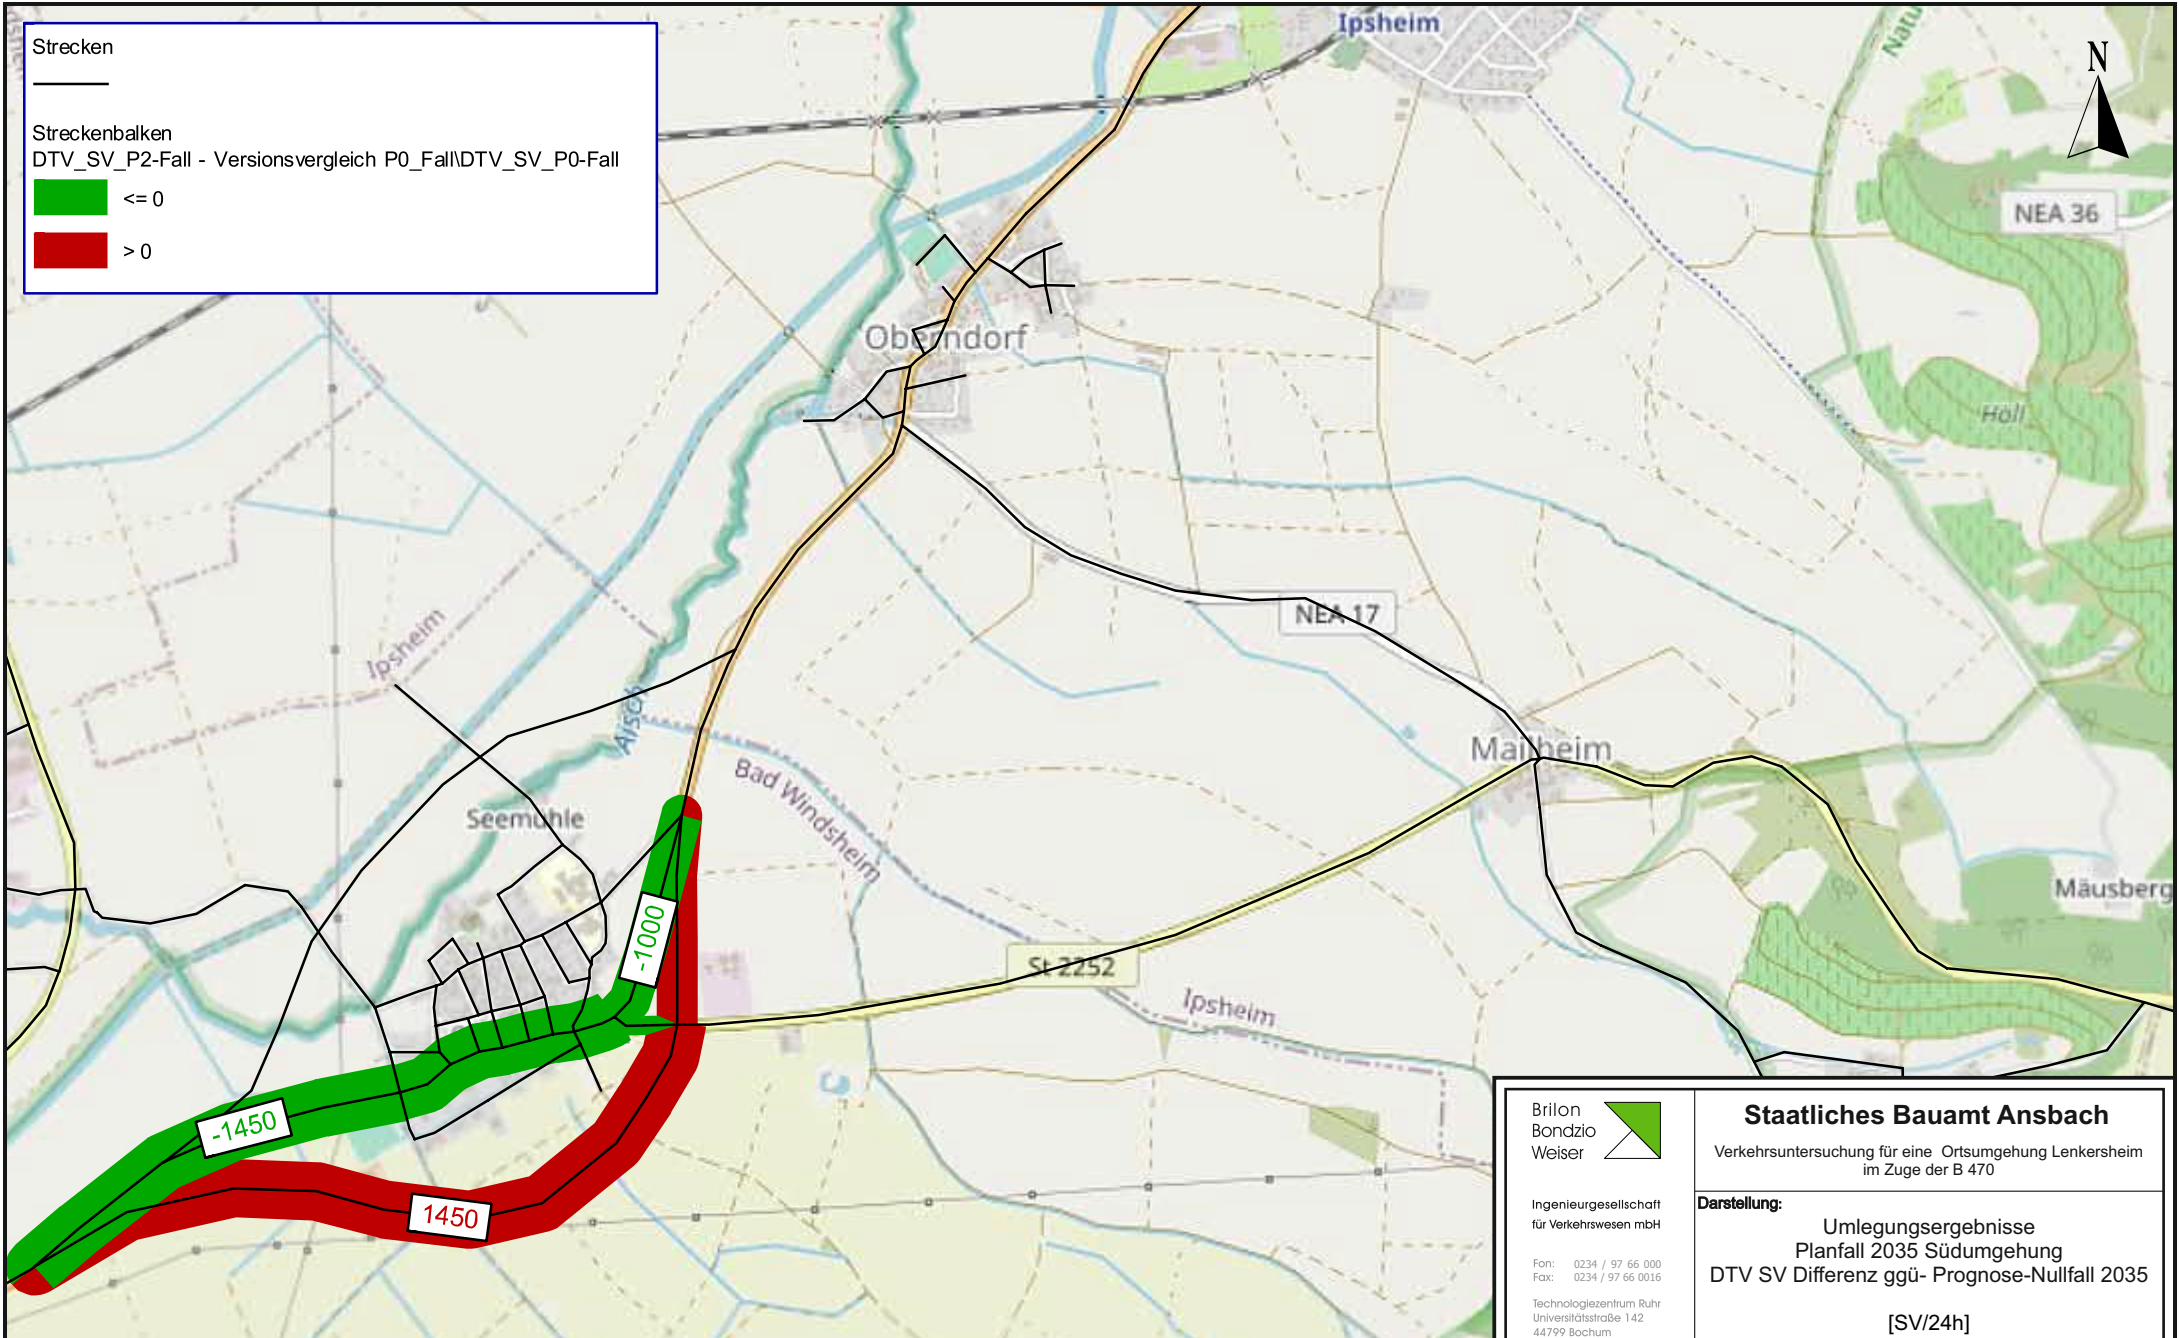 Strecken
Streckenbalken
DTV_SV_P2-Fall - Versionsvergleich P0_Fall\DTV_SV_P0-Fall
<= 0
> 0
Ipsheim
Natu
N
NEA 36
Oberndorf
Höll
Ipsheim
NEA 17
Aisch
Mailheim
Bad Windsheim
Seemühle
Mäusberg
-1000
St 2252
Ipsheim
-1450
1450
Brilon
Bondzio
Weiser
Ingenieurgesellschaft
für Verkehrswesen mbH
Fon: 0234 / 97 66 000
Fax: 0234 / 97 66 0016
Technologiezentrum Ruhr
Universitätsstraße 142
44799 Bochum
Staatliches Bauamt Ansbach
Verkehrsuntersuchung für eine Ortsumgehung Lenkersheim
im Zuge der B 470
Darstellung:
Umlegungsergebnisse
Planfall 2035 Südumgehung
DTV SV Differenz ggü- Prognose-Nullfall 2035
[SV/24h]